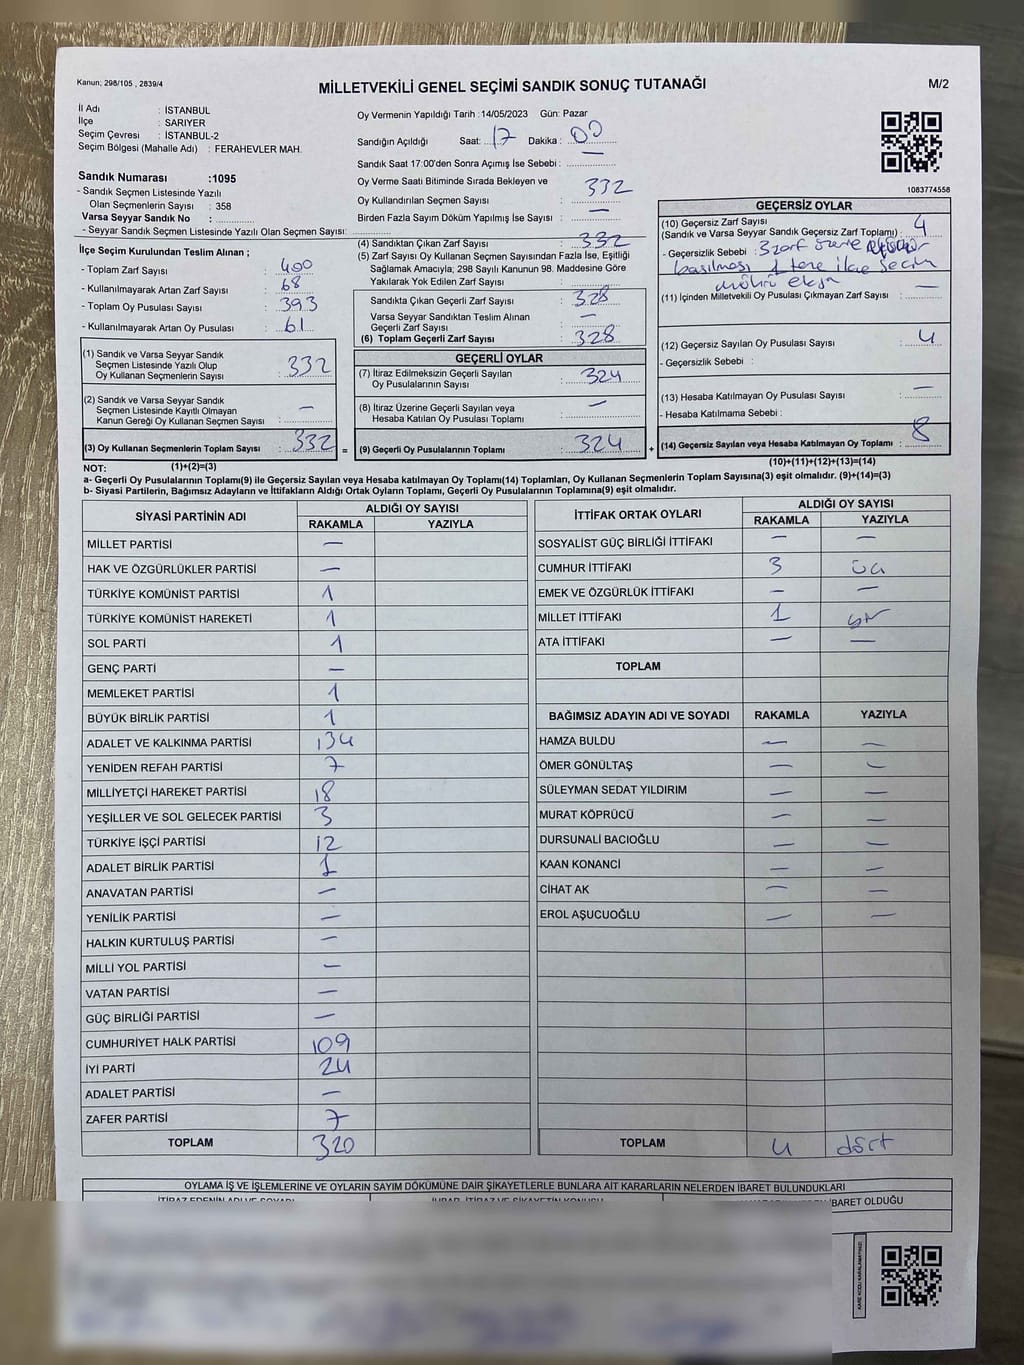 Kanun; 298/105 , 2839/4
MİLLETVEKİLİ GENEL SEÇİMİ SANDIK SONUÇ TUTANAĞI
M/2
İl Adı : İSTANBUL
İlçe : SARIYER
Seçim Çevresi : İSTANBUL-2
Seçim Bölgesi (Mahalle Adı) : FERAHEVLER MAH.
Sandık Numarası :1095
- Sandık Seçmen Listesinde Yazılı
Olan Seçmenlerin Sayısı : 358
Varsa Seyyar Sandık No :
- Seyyar Sandık Seçmen Listesinde Yazılı Olan Seçmen Sayısı:
İlçe Seçim Kurulundan Teslim Alınan ;
- Toplam Zarf Sayısı : 400
- Kullanılmayarak Artan Zarf Sayısı : 68
- Toplam Oy Pusulası Sayısı : 393
- Kullanılmayarak Artan Oy Pusulası : 61
(1) Sandık ve Varsa Seyyar Sandık
Seçmen Listesinde Yazılı Olup
Oy Kullanan Seçmenlerin Sayısı : 332
(2) Sandık ve Varsa Seyyar Sandık
Seçmen Listesinde Kayıtlı Olmayan
Kanun Gereği Oy Kullanan Seçmen Sayısı : —
(3) Oy Kullanan Seçmenlerin Toplam Sayısı : 332 =
Oy Vermenin Yapıldığı Tarih :14/05/2023 Gün: Pazar
Sandığın Açıldığı Saat: 17 Dakika : 00
Sandık Saat 17:00'den Sonra Açımış İse Sebebi : —
Oy Verme Saati Bitiminde Sırada Bekleyen ve
Oy Kullandırılan Seçmen Sayısı : 332
Birden Fazla Sayım Döküm Yapılmış İse Sayısı : —
(4) Sandıktan Çıkan Zarf Sayısı : 332
(5) Zarf Sayısı Oy Kullanan Seçmen Sayısından Fazla İse, Eşitliği
Sağlamak Amacıyla; 298 Sayılı Kanunun 98. Maddesine Göre
Yakılarak Yok Edilen Zarf Sayısı : —
Sandıkta Çıkan Geçerli Zarf Sayısı : 328
Varsa Seyyar Sandıktan Teslim Alınan
Geçerli Zarf Sayısı : —
(6) Toplam Geçerli Zarf Sayısı : 328
GEÇERLİ OYLAR
(7) İtiraz Edilmeksizin Geçerli Sayılan
Oy Pusulalarının Sayısı : 324
(8) İtiraz Üzerine Geçerli Sayılan veya
Hesaba Katılan Oy Pusulası Toplamı : —
(9) Geçerli Oy Pusulalarının Toplamı : 324 +
1083774558
GEÇERSİZ OYLAR
(10) Geçersiz Zarf Sayısı
(Sandık ve Varsa Seyyar Sandık Geçersiz Zarf Toplamı) : 4
- Geçersizlik Sebebi : 3 zarf üzere
basılması 1 tane ilçe seçim
mührü eksik
(11) İçinden Milletvekili Oy Pusulası Çıkmayan Zarf Sayısı : —
(12) Geçersiz Sayılan Oy Pusulası Sayısı : 4
- Geçersizlik Sebebi :
(13) Hesaba Katılmayan Oy Pusulası Sayısı : —
- Hesaba Katılmama Sebebi :
(14) Geçersiz Sayılan veya Hesaba Katılmayan Oy Toplamı : 8
NOT: (1)+(2)=(3) (10)+(11)+(12)+(13)=(14)
a- Geçerli Oy Pusulalarının Toplamı(9) ile Geçersiz Sayılan veya Hesaba katılmayan Oy Toplamı(14) Toplamları, Oy Kullanan Seçmenlerin Toplam Sayısına(3) eşit olmalıdır. (9)+(14)=(3)
b- Siyasi Partilerin, Bağımsız Adayların ve İttifakların Aldığı Ortak Oyların Toplamı, Geçerli Oy Pusulalarının Toplamına(9) eşit olmalıdır.
SİYASİ PARTİNİN ADI ALDIĞI OY SAYISI
RAKAMLA YAZIYLA
MİLLET PARTİSİ —
HAK VE ÖZGÜRLÜKLER PARTİSİ —
TÜRKİYE KOMÜNİST PARTİSİ 1
TÜRKİYE KOMÜNİST HAREKETİ 1
SOL PARTİ 1
GENÇ PARTİ —
MEMLEKET PARTİSİ 1
BÜYÜK BİRLİK PARTİSİ 1
ADALET VE KALKINMA PARTİSİ 134
YENİDEN REFAH PARTİSİ 7
MİLLİYETÇİ HAREKET PARTİSİ 18
YEŞİLLER VE SOL GELECEK PARTİSİ 3
TÜRKİYE İŞÇİ PARTİSİ 12
ADALET BİRLİK PARTİSİ 1
ANAVATAN PARTİSİ —
YENİLİK PARTİSİ —
HALKIN KURTULUŞ PARTİSİ —
MİLLİ YOL PARTİSİ —
VATAN PARTİSİ —
GÜÇ BİRLİĞİ PARTİSİ —
CUMHURİYET HALK PARTİSİ 109
İYİ PARTİ 24
ADALET PARTİSİ —
ZAFER PARTİSİ 7
TOPLAM 320
İTTİFAK ORTAK OYLARI ALDIĞI OY SAYISI
RAKAMLA YAZIYLA
SOSYALİST GÜÇ BİRLİĞİ İTTİFAKI — —
CUMHUR İTTİFAKI 3 üç
EMEK VE ÖZGÜRLÜK İTTİFAKI — —
MİLLET İTTİFAKI 1 bir
ATA İTTİFAKI — —
TOPLAM
BAĞIMSIZ ADAYIN ADI VE SOYADI RAKAMLA YAZIYLA
HAMZA BULDU — —
ÖMER GÖNÜLTAŞ — —
SÜLEYMAN SEDAT YILDIRIM — —
MURAT KÖPRÜCÜ — —
DURSUNALİ BACIOĞLU — —
KAAN KONANCİ — —
CİHAT AK — —
EROL AŞUCUOĞLU — —
TOPLAM 4 dört
OYLAMA İŞ VE İŞLEMLERİNE VE OYLARIN SAYIM DÖKÜMÜNE DAİR ŞİKAYETLERLE BUNLARA AİT KARARLARIN NELERDEN İBARET BULUNDUKLARI
İTİRAZ EDENİN ADI VE SOYADI
İBARET OLDUĞU
KARE KODU KARALAMAYINIZ!